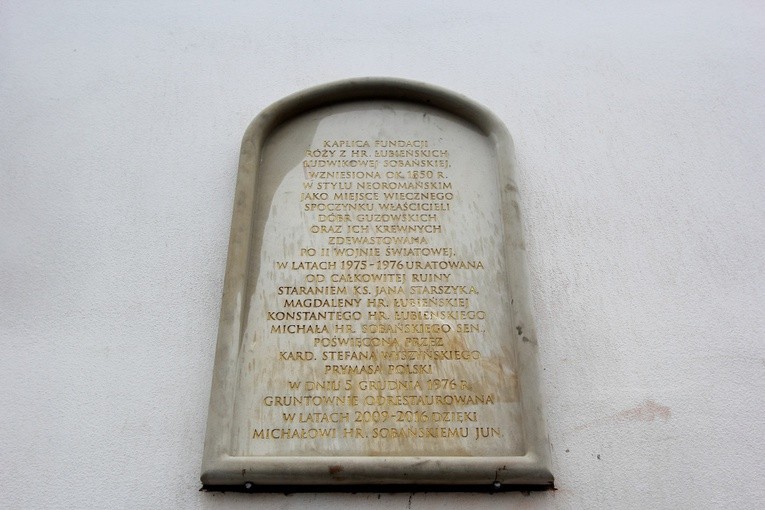 KAPLICA FUNDACJI
RÓŻY Z HR. ŁUBIEŃSKICH
LUDWIKOWEJ SOBAŃSKIEJ,
WZNIESIONA OK. 1850 R.
W STYLU NEOROMAŃSKIM
JAKO MIEJSCE WIECZNEGO
SPOCZYNKU WŁAŚCICIELI
DÓBR GUZOWSKICH
ORAZ ICH KREWNYCH
ZDEWASTOWANA
PO II WOJNIE ŚWIATOWEJ,
W LATACH 1975-1976 URATOWANA
OD CAŁKOWITEJ RUINY
STARANIEM KS. JANA STARSZYKA,
MAGDALENY HR. ŁUBIEŃSKIEJ
KONSTANTEGO HR. ŁUBIEŃSKIEGO
MICHAŁA HR. SOBAŃSKIEGO SEN.,
POŚWIĘCONA PRZEZ
KARD. STEFANA WYSZYŃSKIEGO
PRYMASA POLSKI
W DNIU 5 GRUDNIA 1976 R.
GRUNTOWNIE ODRESTAUROWANA
W LATACH 2009-2016 DZIĘKI
MICHAŁOWI HR. SOBAŃSKIEMU JUN.